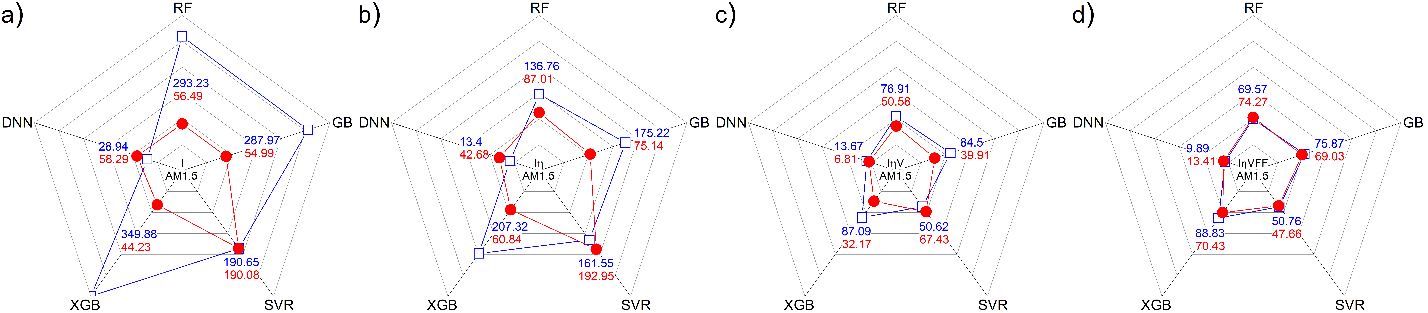 a)
RF
293.23
56.49
DNN
GB
28.94
58.29
287.97
54.99
I
AM1.5
349.88
44.23
190.65
190.08
XGB
SVR
b)
RF
136.76
87.01
DNN
GB
13.4
42.68
175.22
75.14
Iη
AM1.5
207.32
60.84
161.55
192.95
XGB
SVR
c)
RF
76.91
50.58
DNN
GB
13.67
6.81
84.5
39.91
IηV
AM1.5
87.09
32.17
50.62
67.43
XGB
SVR
d)
RF
69.57
74.27
DNN
GB
9.89
13.41
75.87
69.03
IηVFF
AM1.5
88.83
70.43
50.76
47.66
XGB
SVR